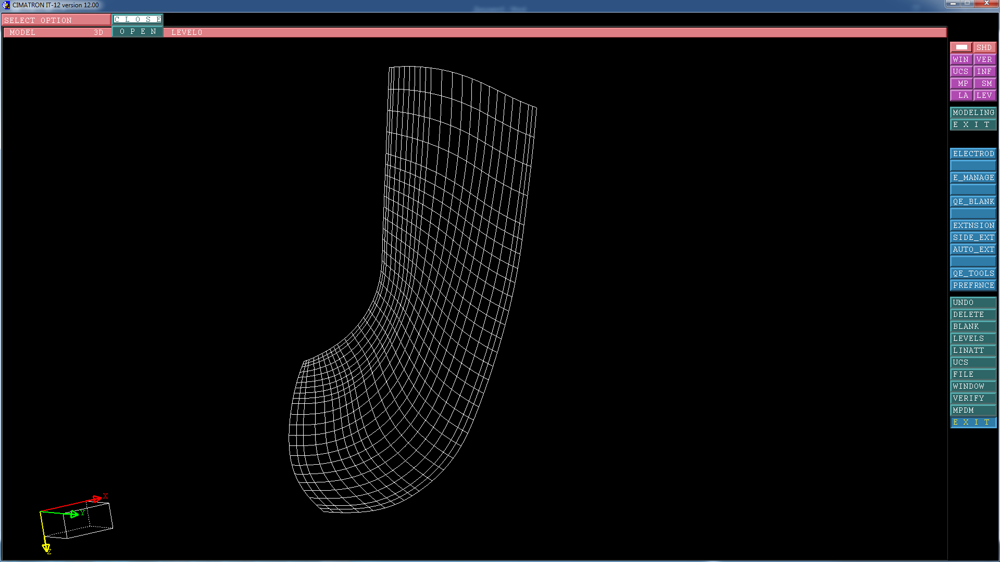 CIMATRON IT-12 version 12.00
SELECT OPTION
C L O S E
MODEL 3D O P E N LEVEL0
SHD
WIN VER
UCS INF
MP SM
LA LEV
MODELING
E X I T
ELECTROD
E_MANAGE
QE_BLANK
EXTNSION
SIDE_EXT
AUTO_EXT
QE_TOOLS
PREFRNCE
UNDO
DELETE
BLANK
LEVELS
LINATT
UCS
FILE
WINDOW
VERIFY
MPDM
E X I T
X
Y
Z